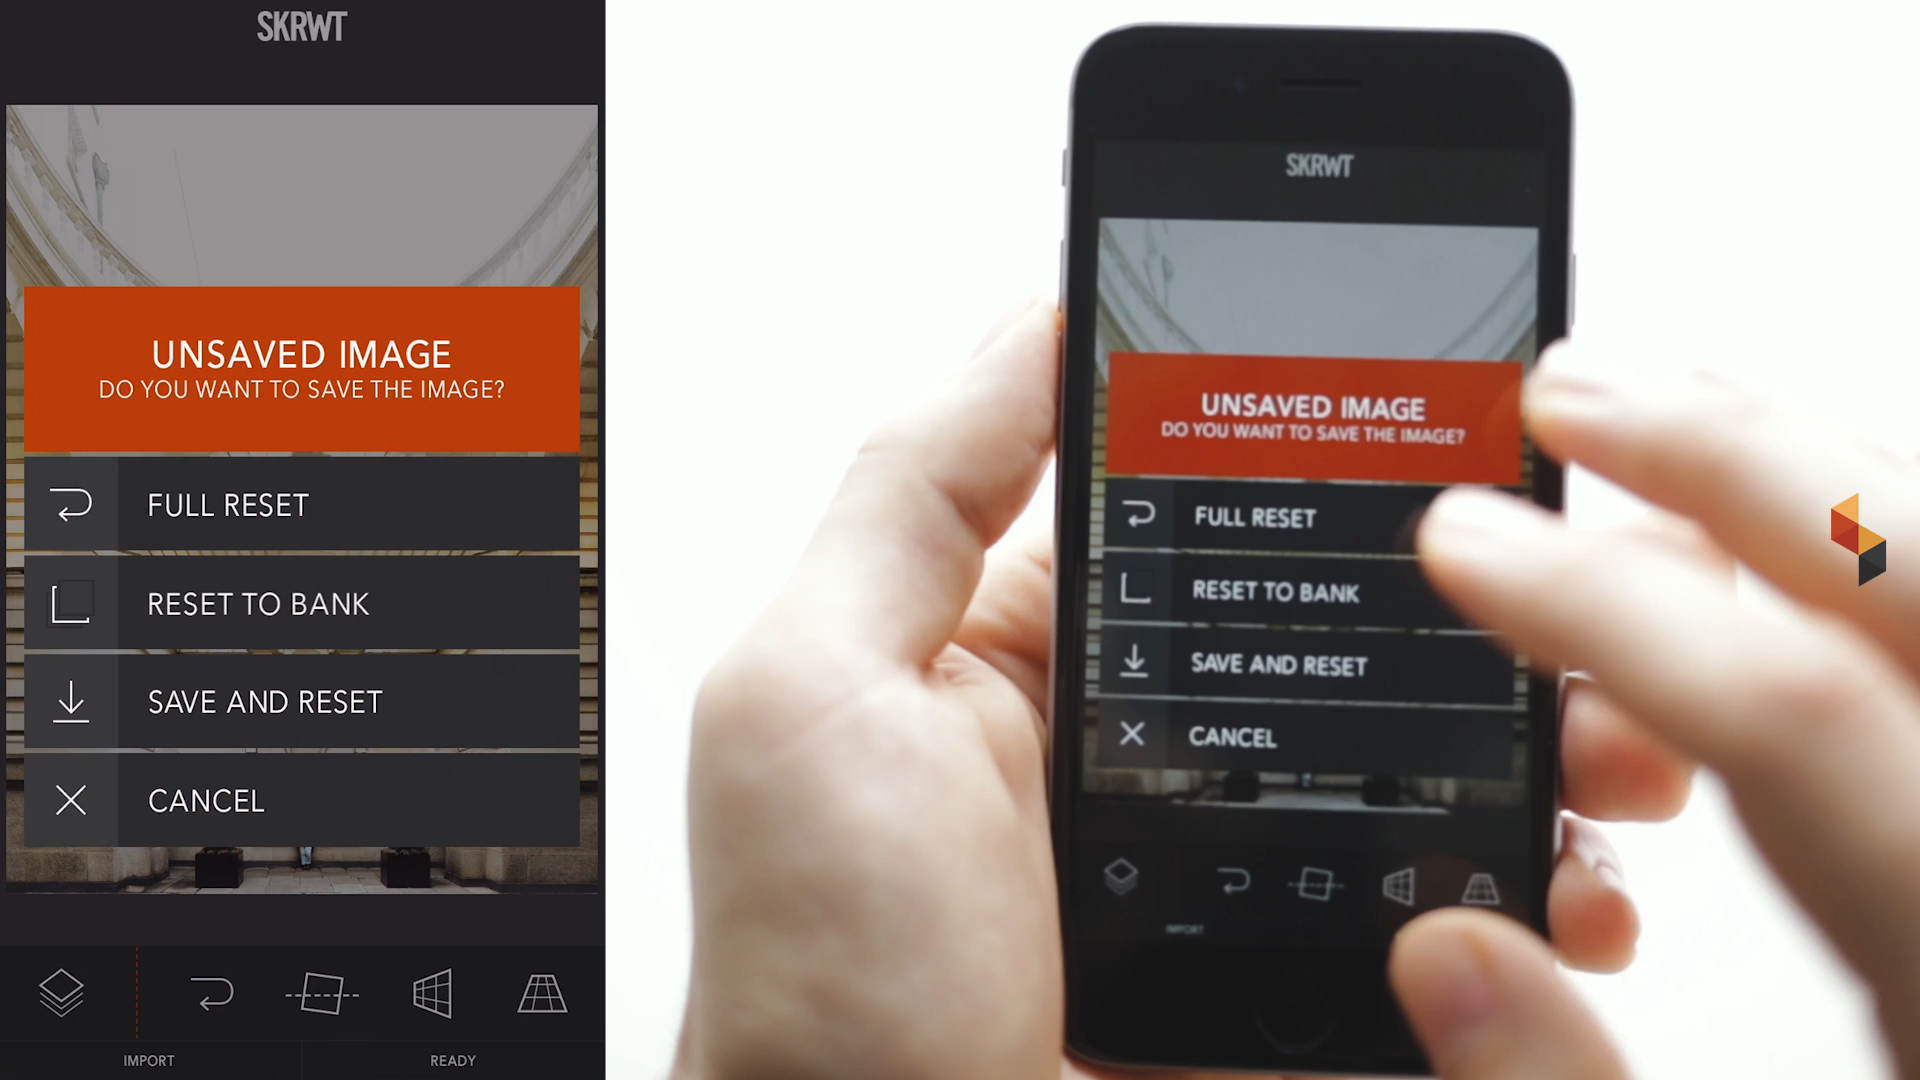 SKRWT
UNSAVED IMAGE
DO YOU WANT TO SAVE THE IMAGE?
FULL RESET
RESET TO BANK
SAVE AND RESET
CANCEL
IMPORT
READY
SKRWT
UNSAVED IMAGE
DO YOU WANT TO SAVE THE IMAGE?
FULL RESET
RESET TO BANK
SAVE AND RESET
CANCEL
IMPORT